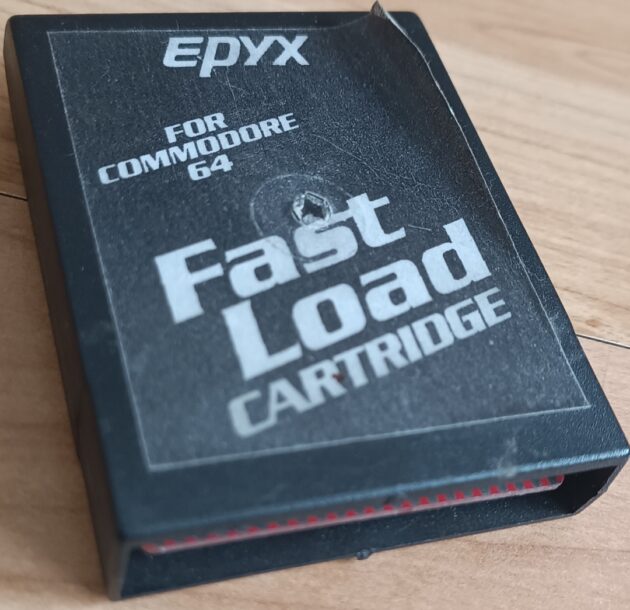 EPYX
FOR
COMMODORE
64
Fast
Load
CARTRIDGE